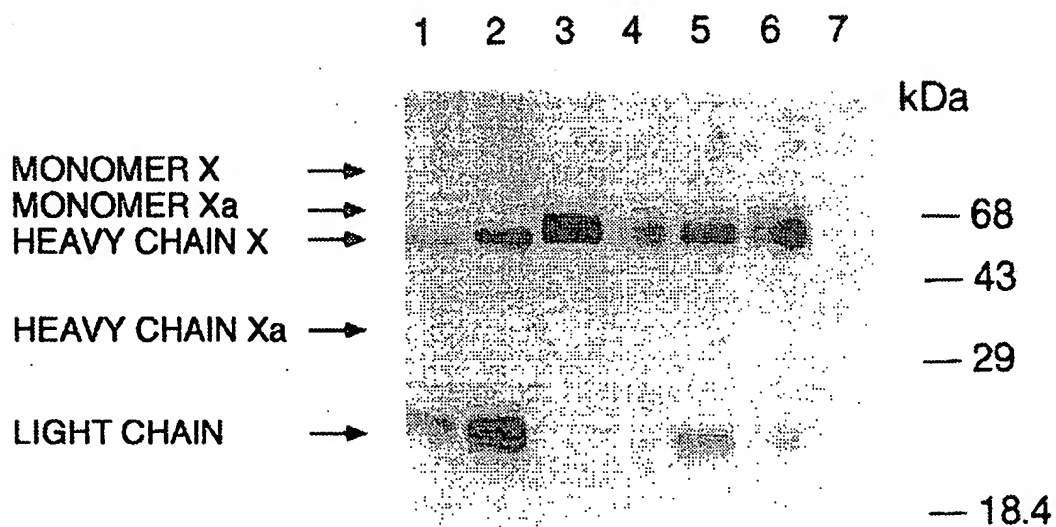 1 2 3 4 5 6 7
kDa
MONOMER X
MONOMER Xa
HEAVY CHAIN X
HEAVY CHAIN Xa
LIGHT CHAIN
— 68
— 43
— 29
— 18.4